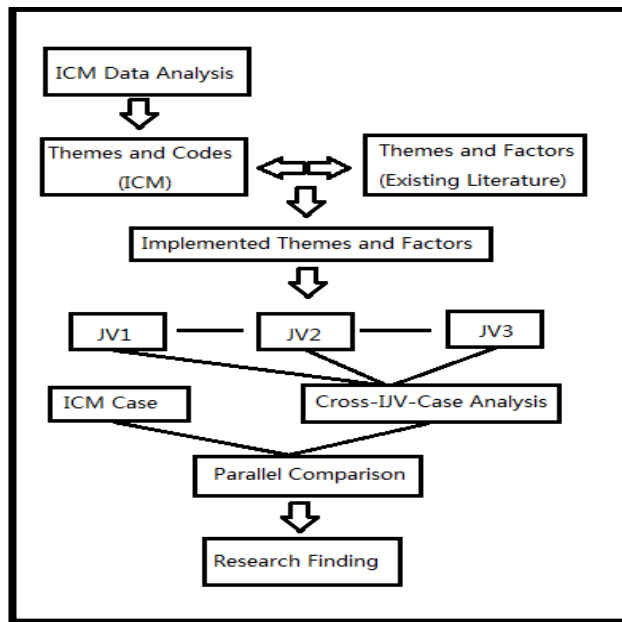 ICM Data Analysis
Themes and Codes
(ICM)
Themes and Factors
(Existing Literature)
Implemented Themes and Factors
JV1
JV2
JV3
ICM Case
Cross-IJV-Case Analysis
Parallel Comparison
Research Finding